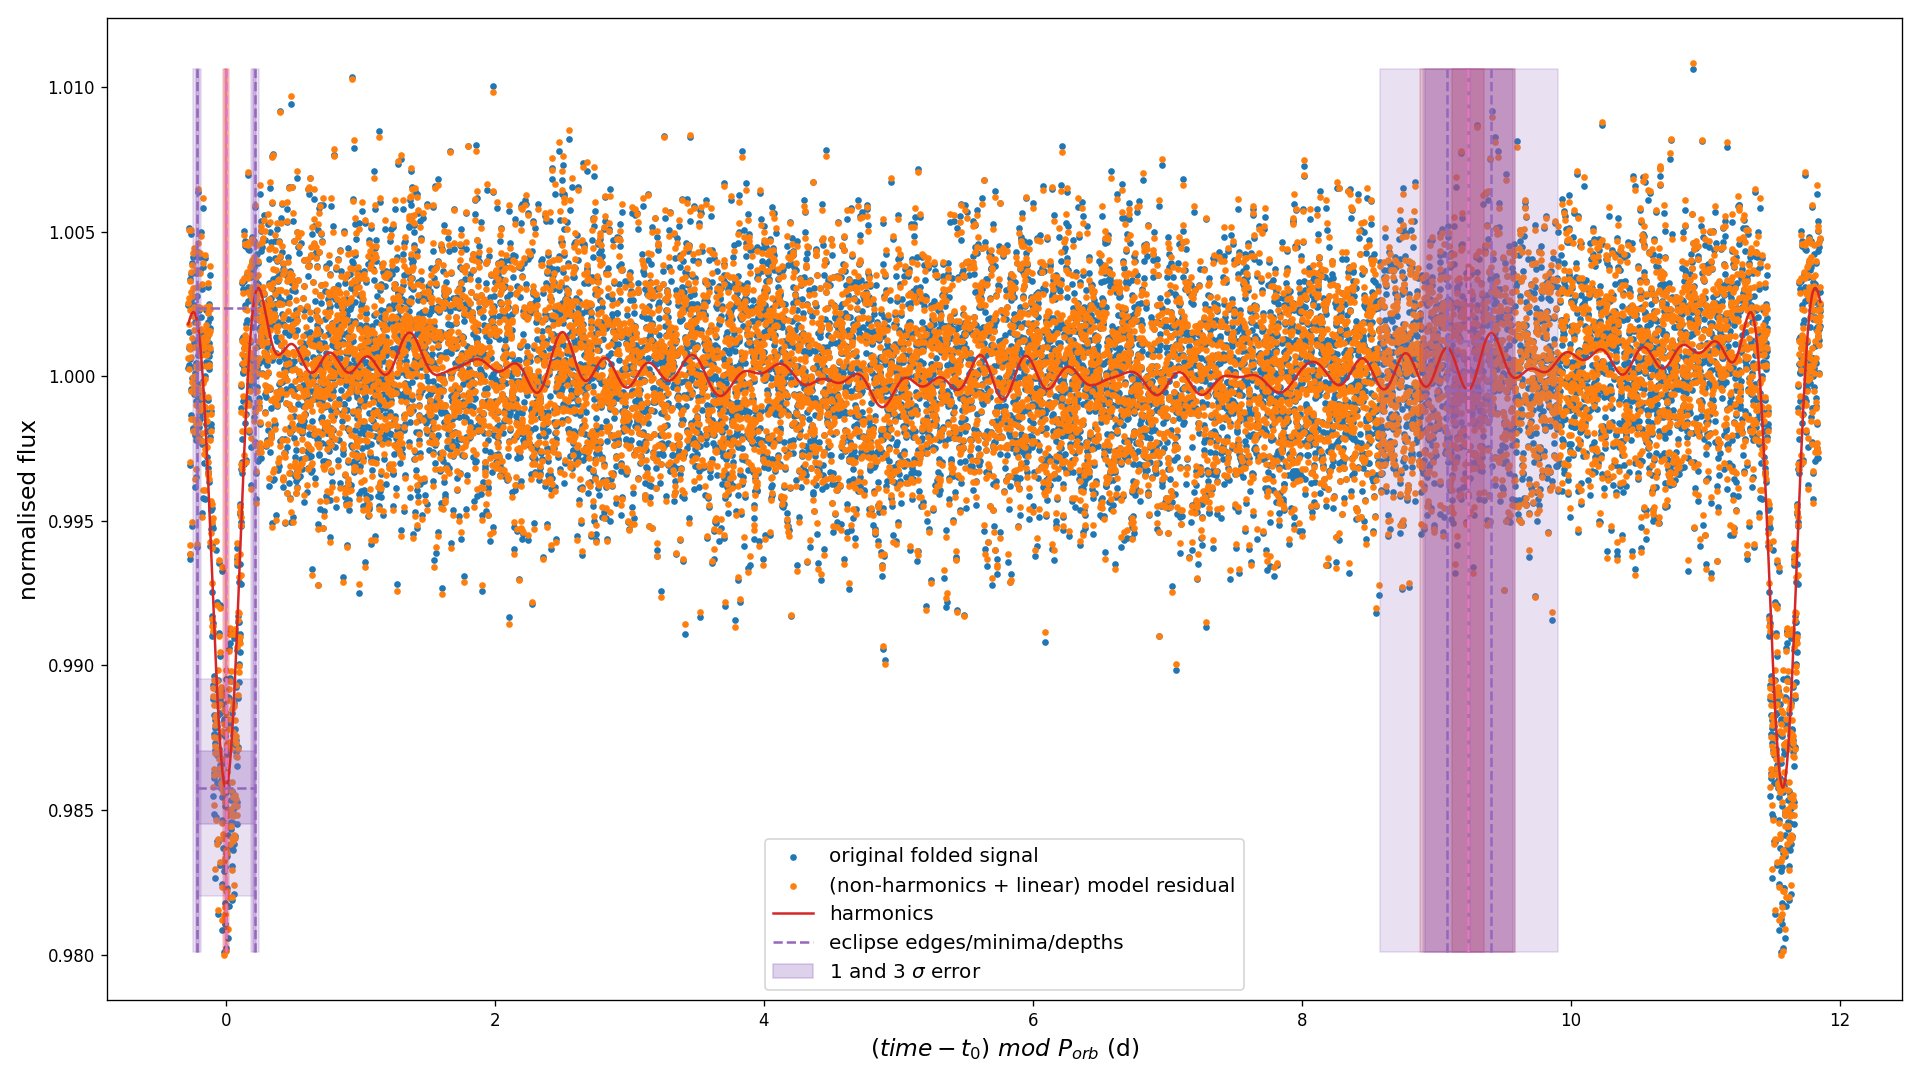 1.010
1.005
1.000
0.995
0.990
0.985
0.980
normalised flux
original folded signal
(non-harmonics + linear) model residual
harmonics
eclipse edges/minima/depths
1 and 3 σ error
0 2 4 6 8 10 12
(time − t₀) mod Pₒᵣb (d)